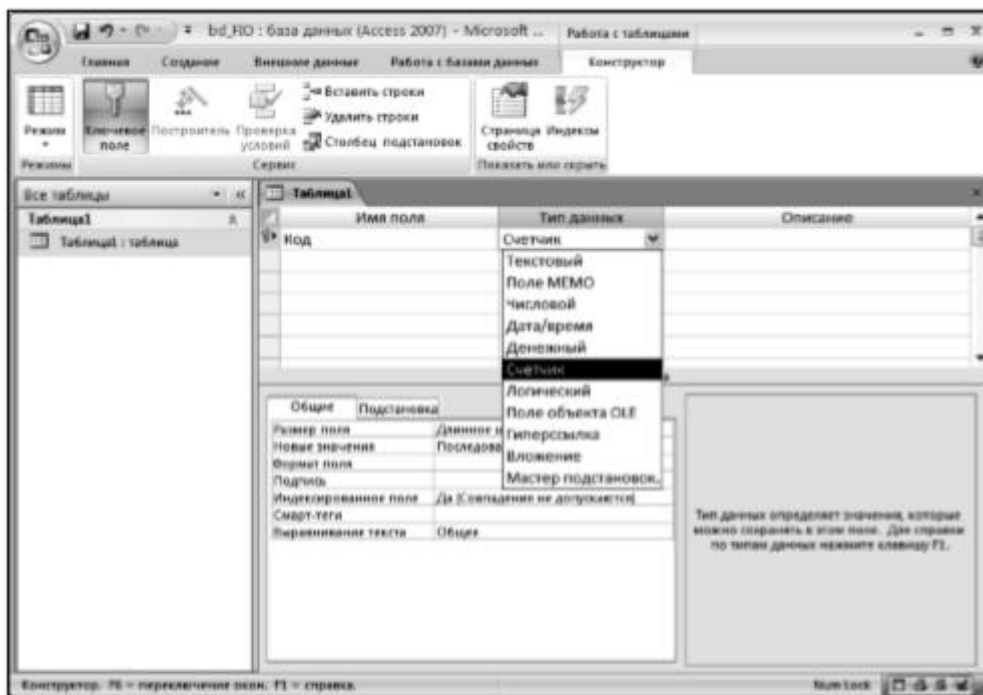 bd_FIO : база данных (Access 2007) - Microsoft ...
Работа с таблицами
Главная Создание Внешние данные Работа с базами данных Конструктор
Режим
Режимы
Ключевое поле
Построитель
Проверка условий
Вставить строки
Удалить строки
Столбец подстановок
Сервис
Страница свойств
Индексы
Показать или скрыть
Все таблицы
Таблица1
Таблица1 : таблица
Таблица1
Имя поля Тип данных Описание
Код Счетчик
Текстовый
Поле МЕМО
Числовой
Дата/время
Денежный
Счетчик
Логический
Поле объекта OLE
Гиперссылка
Вложение
Мастер подстановок.
Общие Подстановка
Размер поля Длинное ц
Новые значения Последова
Формат поля
Подпись
Индексированное поле Да (Совпадения не допускаются)
Смарт-теги
Выравнивание текста Общее
Тип данных определяет значения, которые
можно сохранять в этом поле. Для справки
по типам данных нажмите клавишу F1.
Конструктор. F6 = переключение окон. F1 = справка.
Num Lock